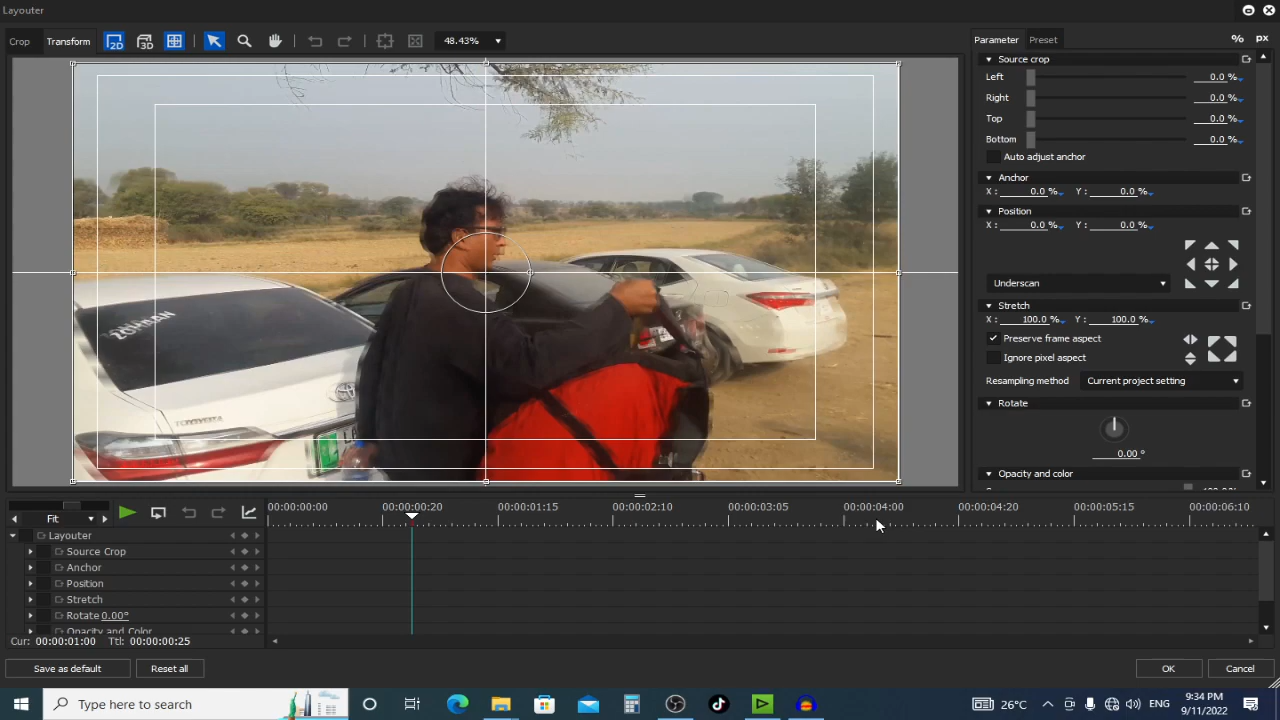 Layouter
Crop Transform 2D 3D 48.43%
Parameter Preset % px
Source crop
Left 0.0 %
Right 0.0 %
Top 0.0 %
Bottom 0.0 %
Auto adjust anchor
Anchor
X : 0.0 % Y : 0.0 %
Position
X : 0.0 % Y : 0.0 %
Underscan
Stretch
X : 100.0 % Y : 100.0 %
Preserve frame aspect
Ignore pixel aspect
Resampling method Current project setting
Rotate
0.00 °
Opacity and color
TOYOTA
Fit
00:00:00:00 00:00:00:20 00:00:01:15 00:00:02:10 00:00:03:05 00:00:04:00 00:00:04:20 00:00:05:15 00:00:06:10
Layouter
Source Crop
Anchor
Position
Stretch
Rotate 0.00°
Opacity and Color
Cur: 00:00:01:00 Ttl: 00:00:00:25
Save as default Reset all OK Cancel
Type here to search
26°C ENG 9:34 PM
9/11/2022